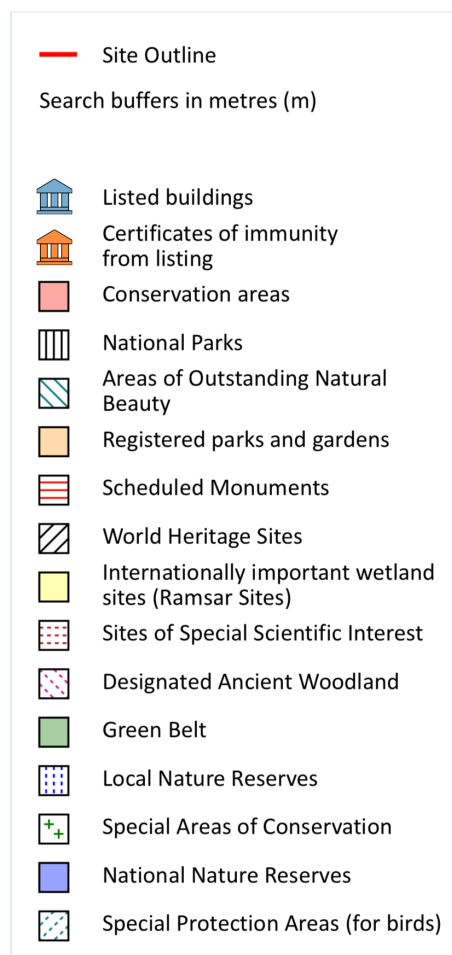 Site Outline
Search buffers in metres (m)
Listed buildings
Certificates of immunity
from listing
Conservation areas
National Parks
Areas of Outstanding Natural
Beauty
Registered parks and gardens
Scheduled Monuments
World Heritage Sites
Internationally important wetland
sites (Ramsar Sites)
Sites of Special Scientific Interest
Designated Ancient Woodland
Green Belt
Local Nature Reserves
Special Areas of Conservation
National Nature Reserves
Special Protection Areas (for birds)